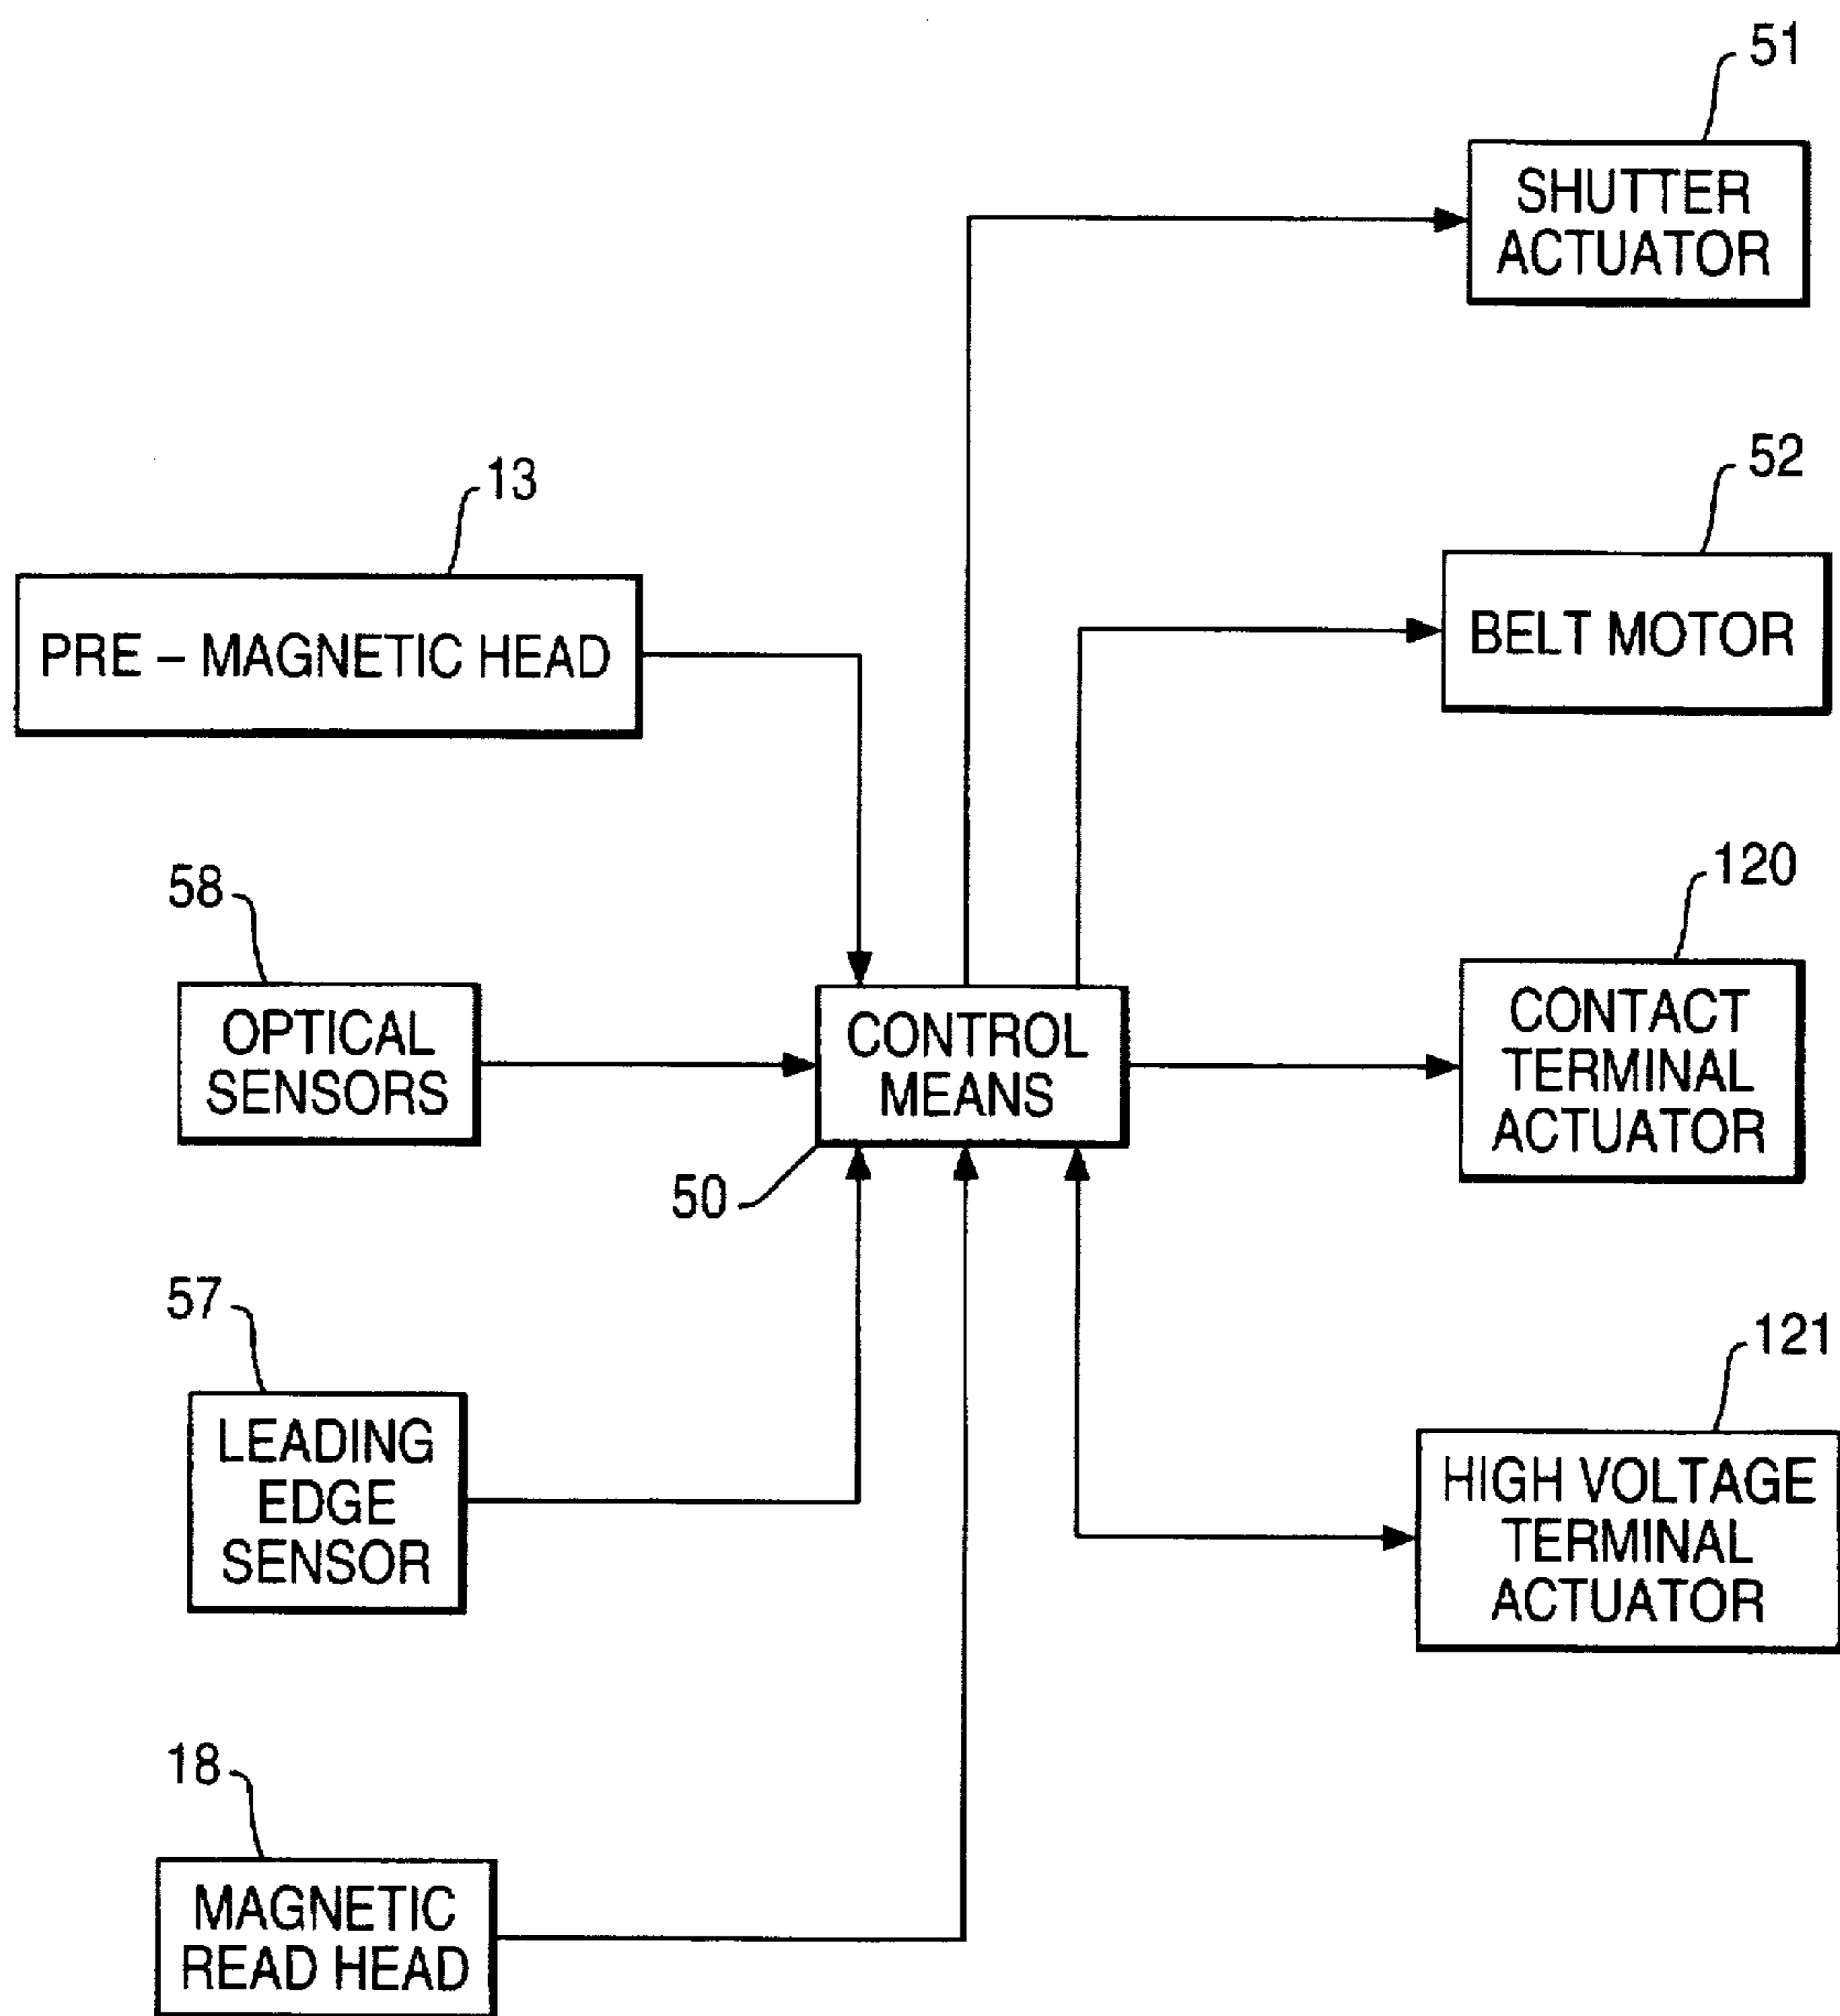 51
SHUTTER
ACTUATOR
52
BELT MOTOR
13
PRE – MAGNETIC HEAD
58
OPTICAL
SENSORS
CONTROL
MEANS
50
120
CONTACT
TERMINAL
ACTUATOR
57
LEADING
EDGE
SENSOR
121
HIGH VOLTAGE
TERMINAL
ACTUATOR
18
MAGNETIC
READ HEAD